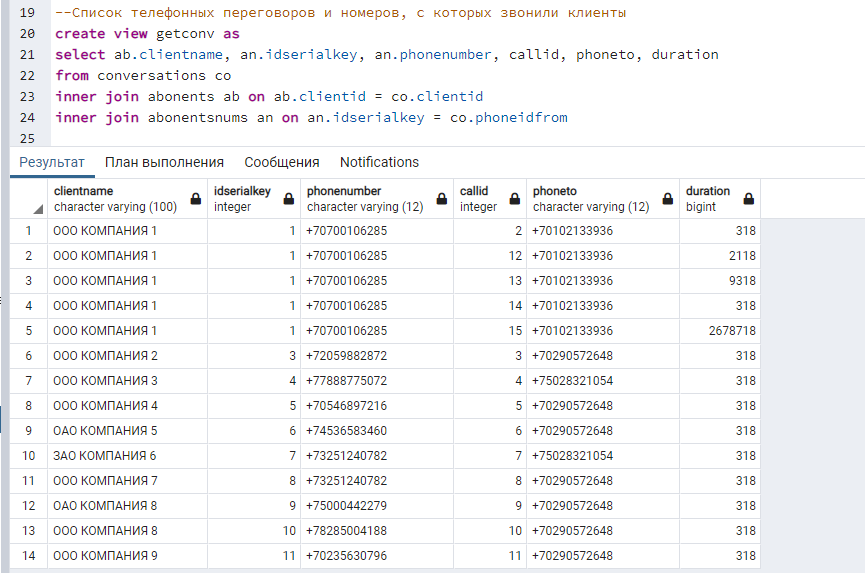 19 --Список телефонных переговоров и номеров, с которых звонили клиенты
20 create view getconv as
21 select ab.clientname, an.idserialkey, an.phonenumber, callid, phoneto, duration
22 from conversations co
23 inner join abonents ab on ab.clientid = co.clientid
24 inner join abonentsnums an on an.idserialkey = co.phoneidfrom
25
Результат План выполнения Сообщения Notifications
clientname idserialkey phonenumber callid phoneto duration
character varying (100) integer character varying (12) integer character varying (12) bigint
1 ООО КОМПАНИЯ 1 1 +70700106285 2 +70102133936 318
2 ООО КОМПАНИЯ 1 1 +70700106285 12 +70102133936 2118
3 ООО КОМПАНИЯ 1 1 +70700106285 13 +70102133936 9318
4 ООО КОМПАНИЯ 1 1 +70700106285 14 +70102133936 318
5 ООО КОМПАНИЯ 1 1 +70700106285 15 +70102133936 2678718
6 ООО КОМПАНИЯ 2 3 +72059882872 3 +70290572648 318
7 ООО КОМПАНИЯ 3 4 +77888775072 4 +75028321054 318
8 ООО КОМПАНИЯ 4 5 +70546897216 5 +70290572648 318
9 ОАО КОМПАНИЯ 5 6 +74536583460 6 +70290572648 318
10 ЗАО КОМПАНИЯ 6 7 +73251240782 7 +75028321054 318
11 ООО КОМПАНИЯ 7 8 +73251240782 8 +70290572648 318
12 ОАО КОМПАНИЯ 8 9 +75000442279 9 +70290572648 318
13 ООО КОМПАНИЯ 8 10 +78285004188 10 +70290572648 318
14 ООО КОМПАНИЯ 9 11 +70235630796 11 +70290572648 318